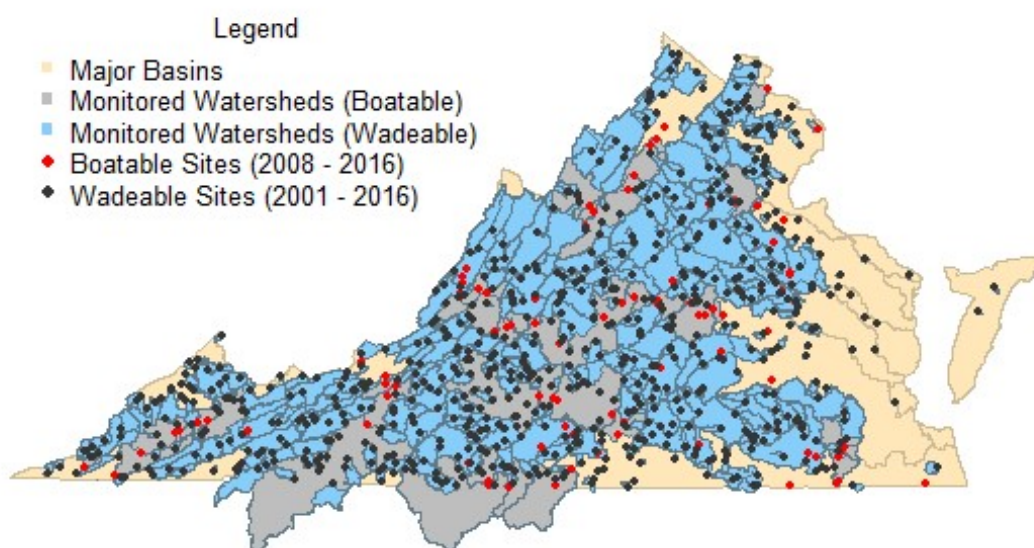 Legend
Major Basins
Monitored Watersheds (Boatable)
Monitored Watersheds (Wadeable)
Boatable Sites (2008 - 2016)
Wadeable Sites (2001 - 2016)